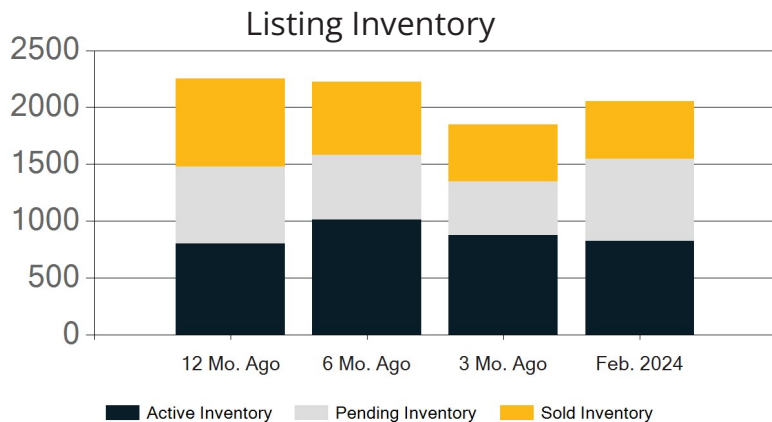 Listing Inventory
2500
2000
1500
1000
500
0
12 Mo. Ago 6 Mo. Ago 3 Mo. Ago Feb. 2024
Active Inventory Pending Inventory Sold Inventory